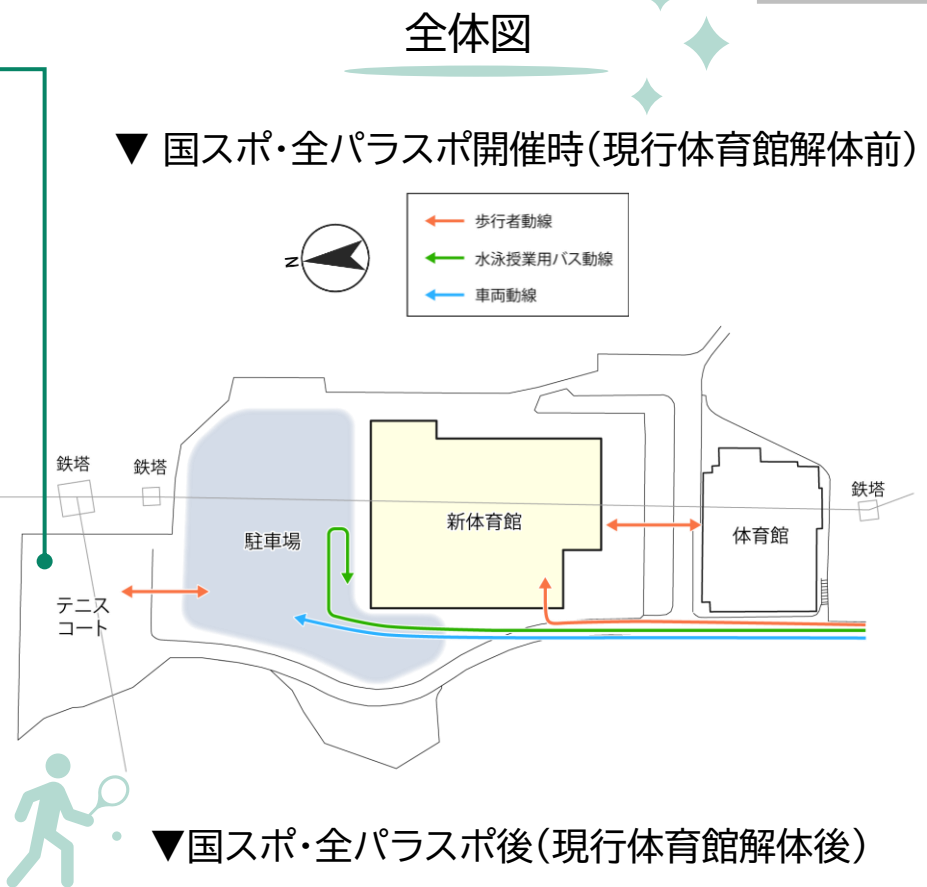 全体図
▼ 国スポ・全パラスポ開催時(現行体育館解体前)
N
歩行者動線
水泳授業用バス動線
車両動線
鉄塔
鉄塔
鉄塔
新体育館
駐車場
体育館
テニス
コート
▼国スポ・全パラスポ後(現行体育館解体後)